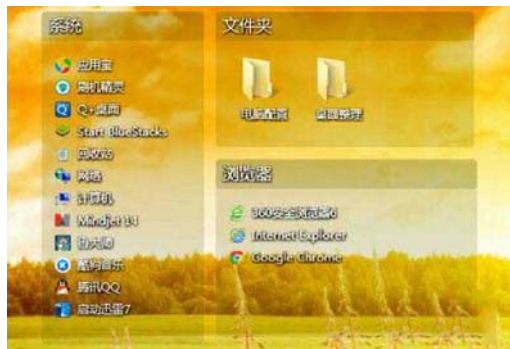 系统
应用宝
刷机精灵
Q+桌面
Start BlueStacks
回收站
网络
计算机
Mindjet 14
鲁大师
酷狗音乐
腾讯QQ
启动迅雷7
文件夹
电脑配置
桌面整理
浏览器
360安全浏览器6
Internet Explorer
Google Chrome